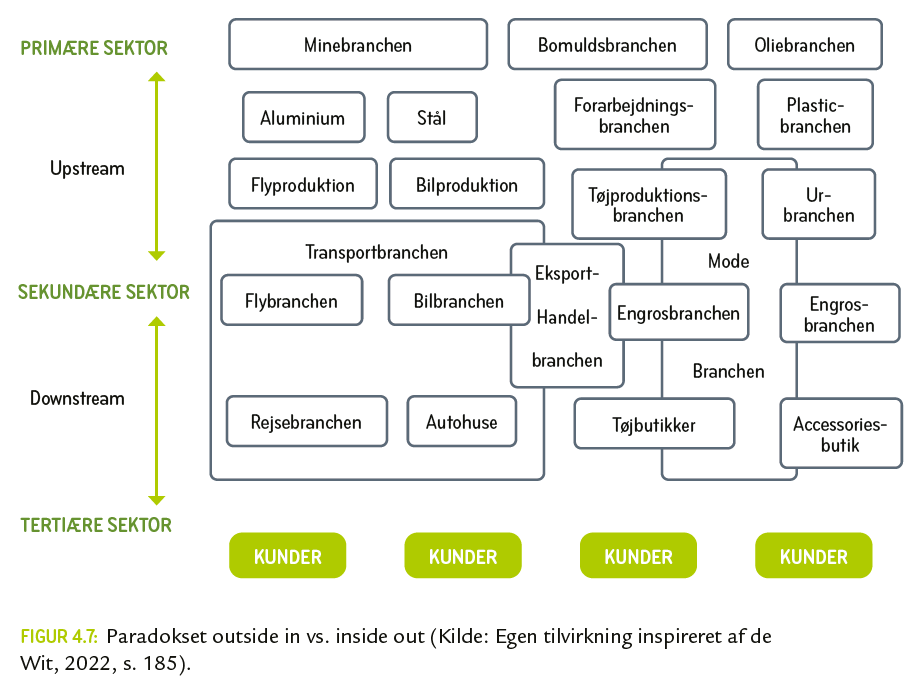 PRIMÆRE SEKTOR
Minebranchen
Bomuldsbranchen
Oliebranchen
Aluminium
Stål
Forarbejdnings-
branchen
Plastic-
branchen
Upstream
Flyproduktion
Bilproduktion
Tøjproduktions-
branchen
Ur-
branchen
Transportbranchen
Mode
SEKUNDÆRE SEKTOR
Flybranchen
Bilbranchen
Eksport-
Handel-
branchen
Engrosbranchen
Engros-
branchen
Branchen
Downstream
Rejsebranchen
Autohuse
Tøjbutikker
Accessories-
butik
TERTIÆRE SEKTOR
KUNDER
KUNDER
KUNDER
KUNDER
FIGUR 4.7: Paradokset outside in vs. inside out (Kilde: Egen tilvirkning inspireret af de
Wit, 2022, s. 185).